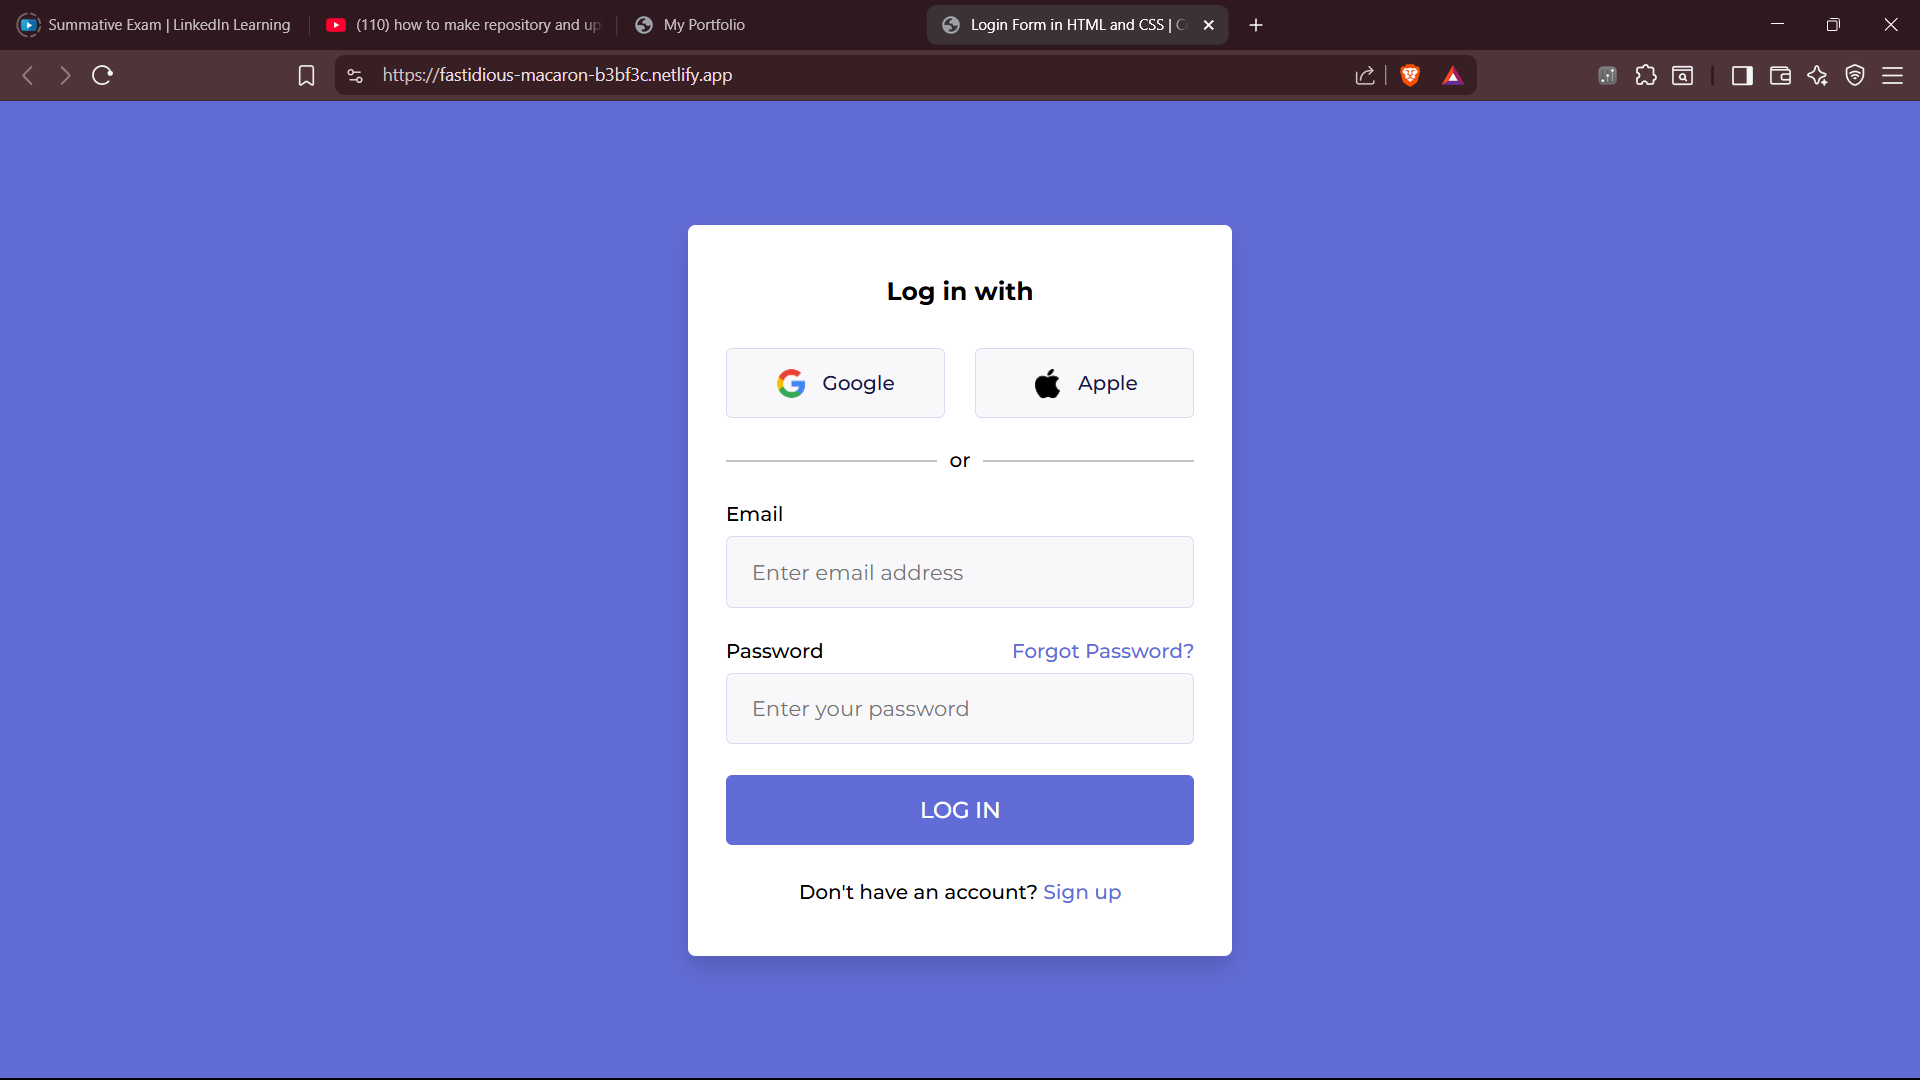 Summative Exam | LinkedIn Learning
(110) how to make repository and up
My Portfolio
Login Form in HTML and CSS |
https://fastidious-macaron-b3bf3c.netlify.app
Log in with
Google
Apple
or
Email
Enter email address
Password
Forgot Password?
Enter your password
LOG IN
Don't have an account? Sign up